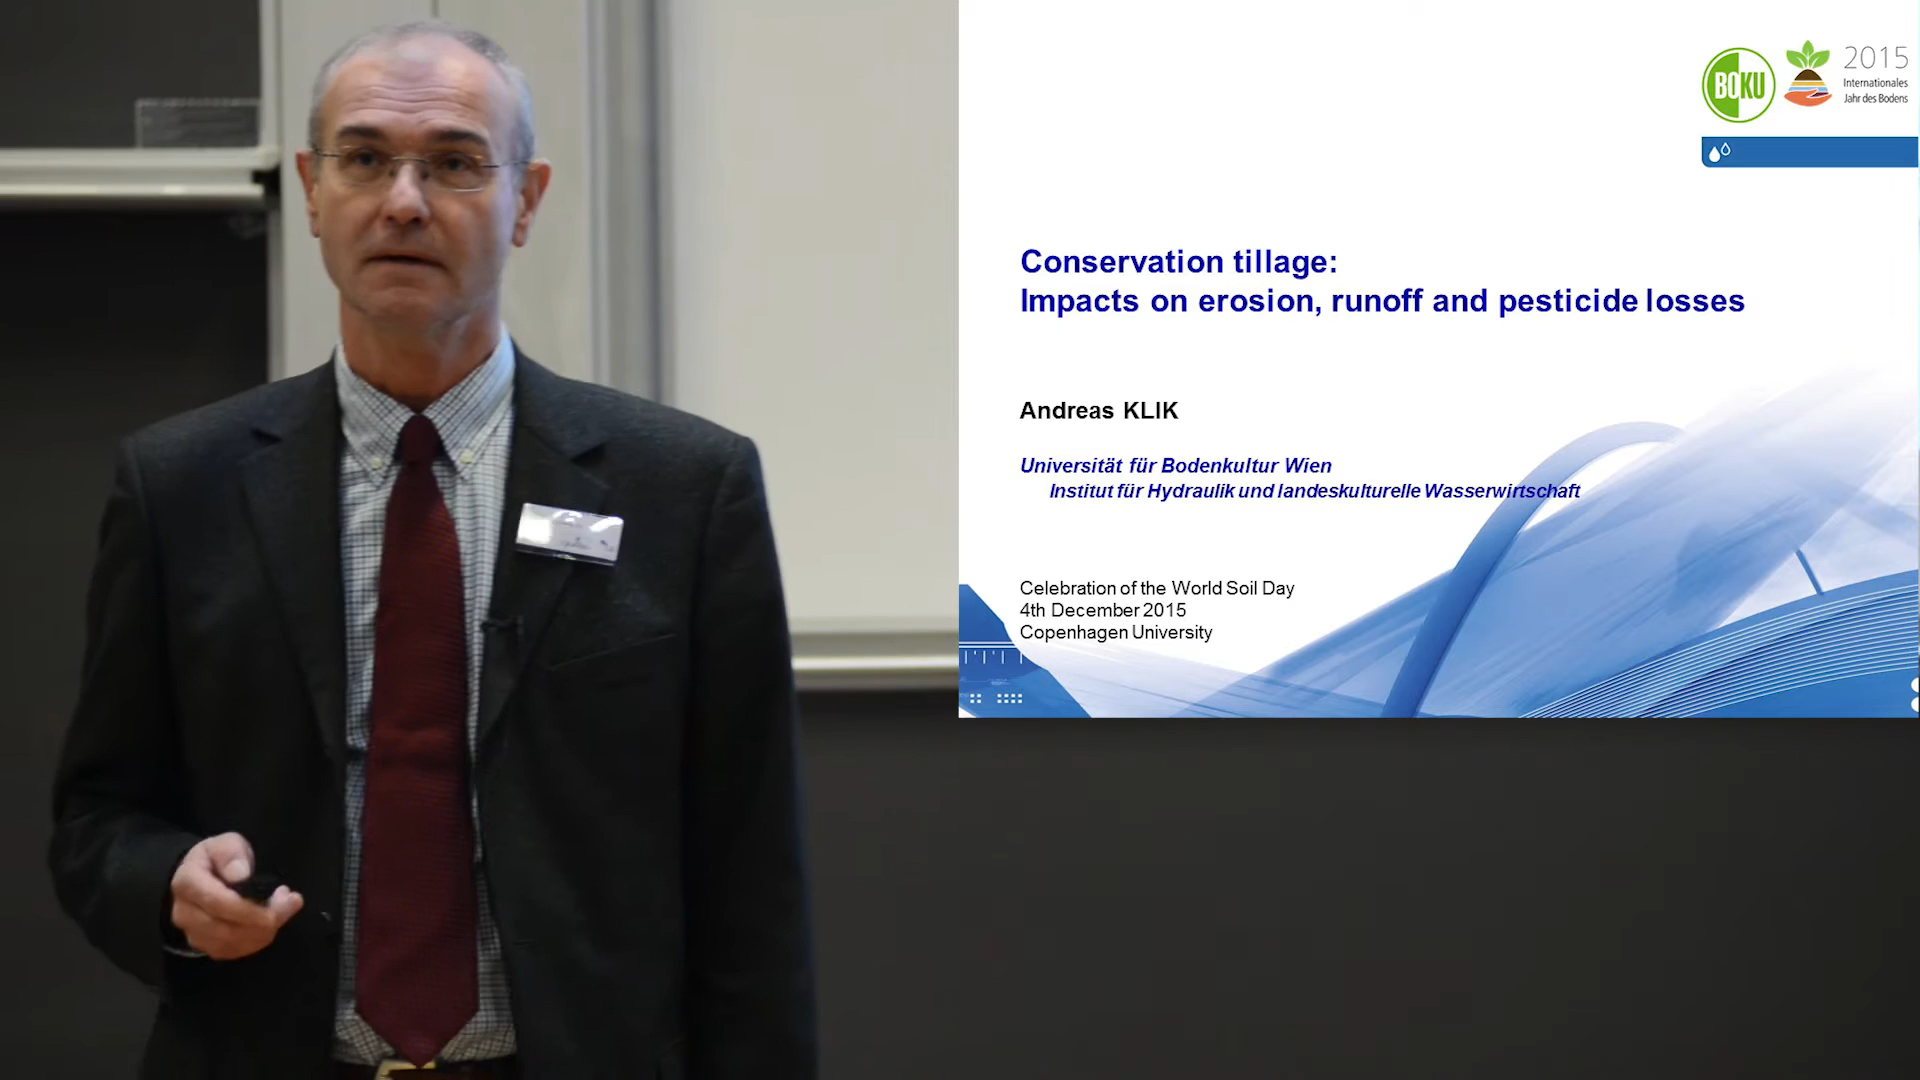 BOKU
2015
Internationales
Jahr des Bodens
Conservation tillage:
Impacts on erosion, runoff and pesticide losses
Andreas KLIK
Universität für Bodenkultur Wien
Institut für Hydraulik und landeskulturelle Wasserwirtschaft
Celebration of the World Soil Day
4th December 2015
Copenhagen University